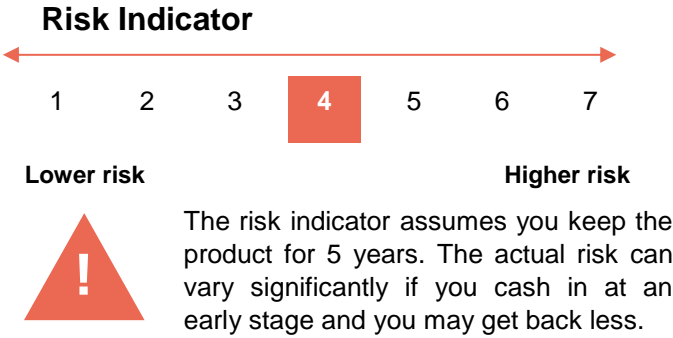 Risk Indicator
1 2 3 4 5 6 7
Lower risk Higher risk
!
The risk indicator assumes you keep the
product for 5 years. The actual risk can
vary significantly if you cash in at an
early stage and you may get back less.